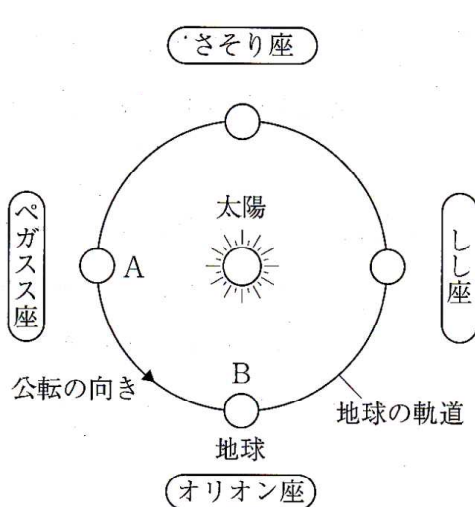 さそり座
太陽
ペガスス座
A
しし座
B
公転の向き
地球の軌道
地球
オリオン座